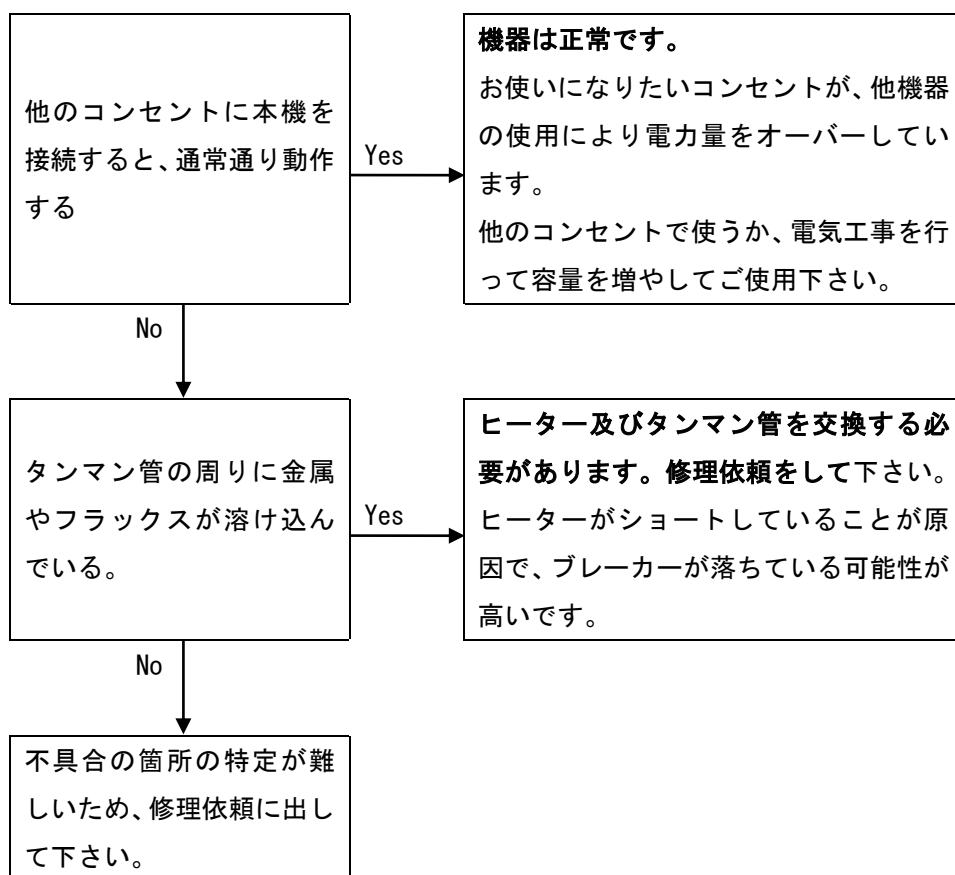 他のコンセントに本機を
接続すると、通常通り動作
する
Yes
機器は正常です。
お使いになりたいコンセントが、他機器
の使用により電力量をオーバーしてい
ます。
他のコンセントで使うか、電気工事を行
って容量を増やしてご使用下さい。
No
タンマン管の周りに金属
やフラックスが溶け込ん
でいる。
Yes
ヒーター及びタンマン管を交換する必
要があります。修理依頼をして下さい。
ヒーターがショートしていることが原
因で、ブレーカーが落ちている可能性が
高いです。
No
不具合の箇所の特定が難
しいため、修理依頼に出し
て下さい。